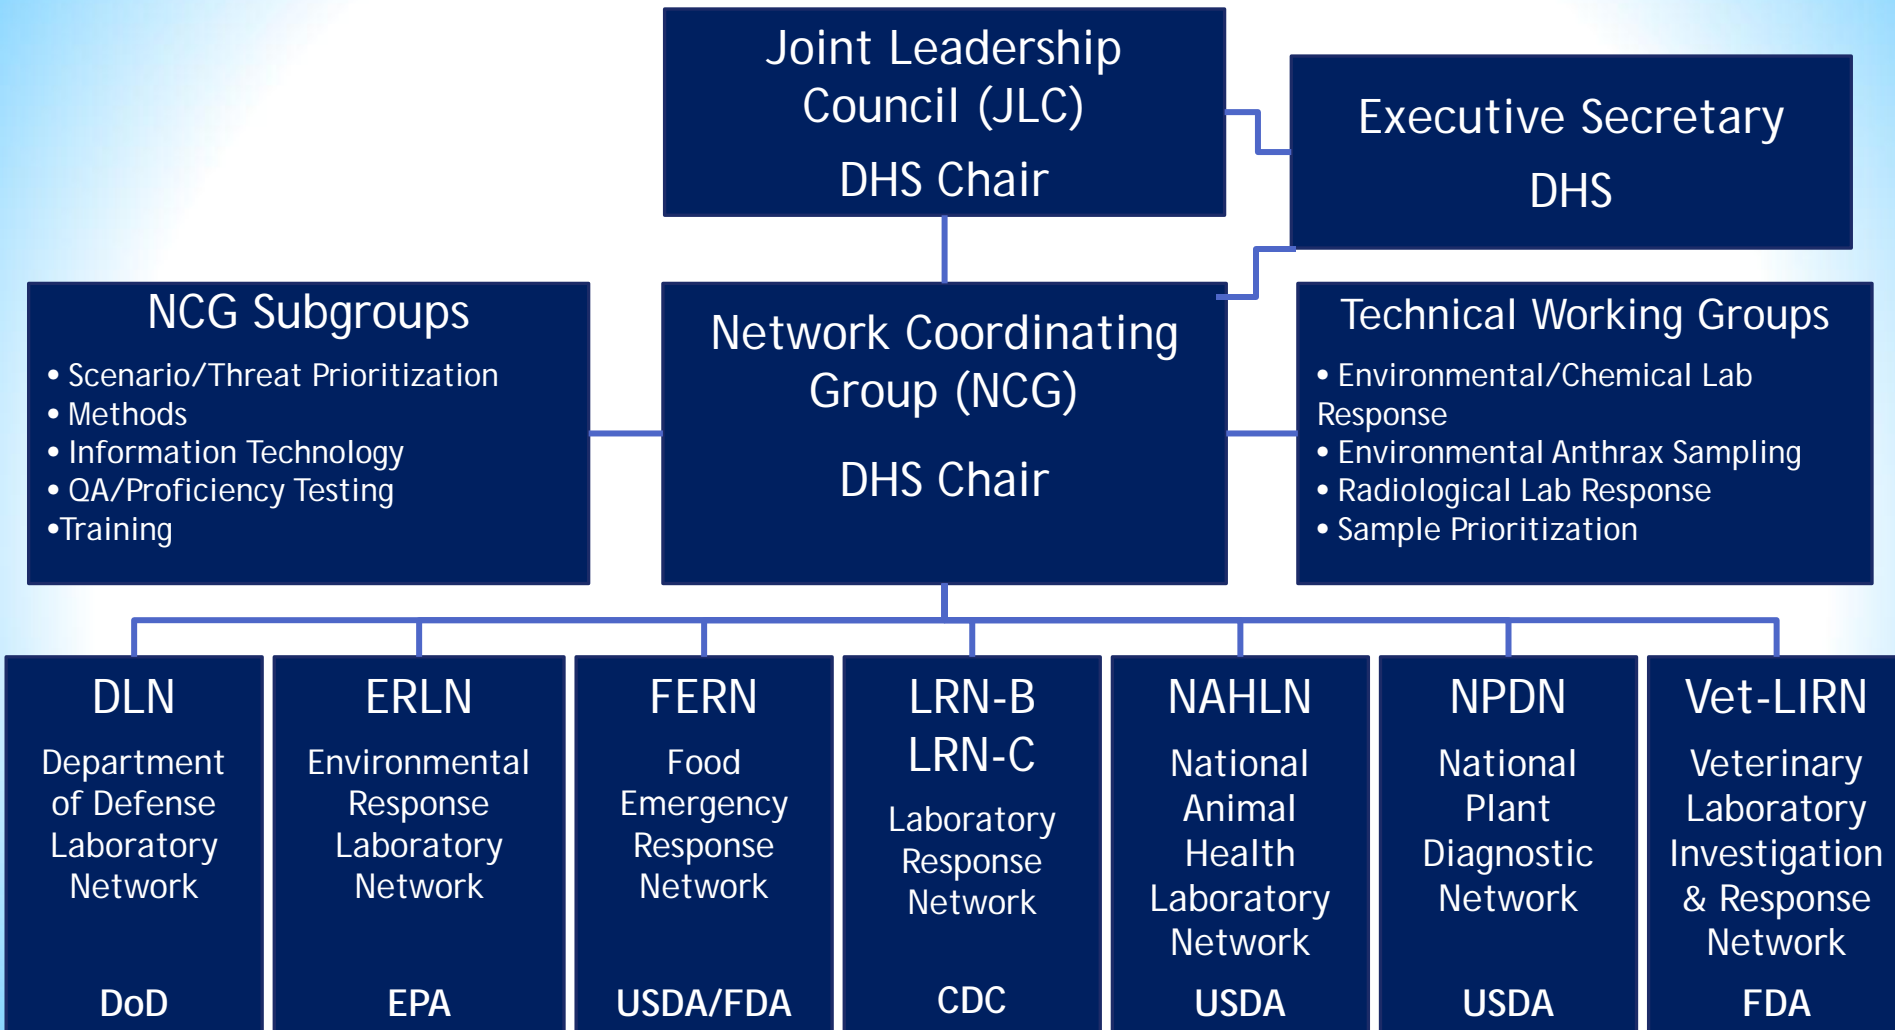 Joint Leadership
Council (JLC)
DHS Chair
Executive Secretary
DHS
NCG Subgroups
• Scenario/Threat Prioritization
• Methods
• Information Technology
• QA/Proficiency Testing
•Training
Network Coordinating
Group (NCG)
DHS Chair
Technical Working Groups
• Environmental/Chemical Lab
Response
• Environmental Anthrax Sampling
• Radiological Lab Response
• Sample Prioritization
DLN
Department
of Defense
Laboratory
Network
DoD
ERLN
Environmental
Response
Laboratory
Network
EPA
FERN
Food
Emergency
Response
Network
USDA/FDA
LRN-B
LRN-C
Laboratory
Response
Network
CDC
NAHLN
National
Animal
Health
Laboratory
Network
USDA
NPDN
National
Plant
Diagnostic
Network
USDA
Vet-LIRN
Veterinary
Laboratory
Investigation
& Response
Network
FDA